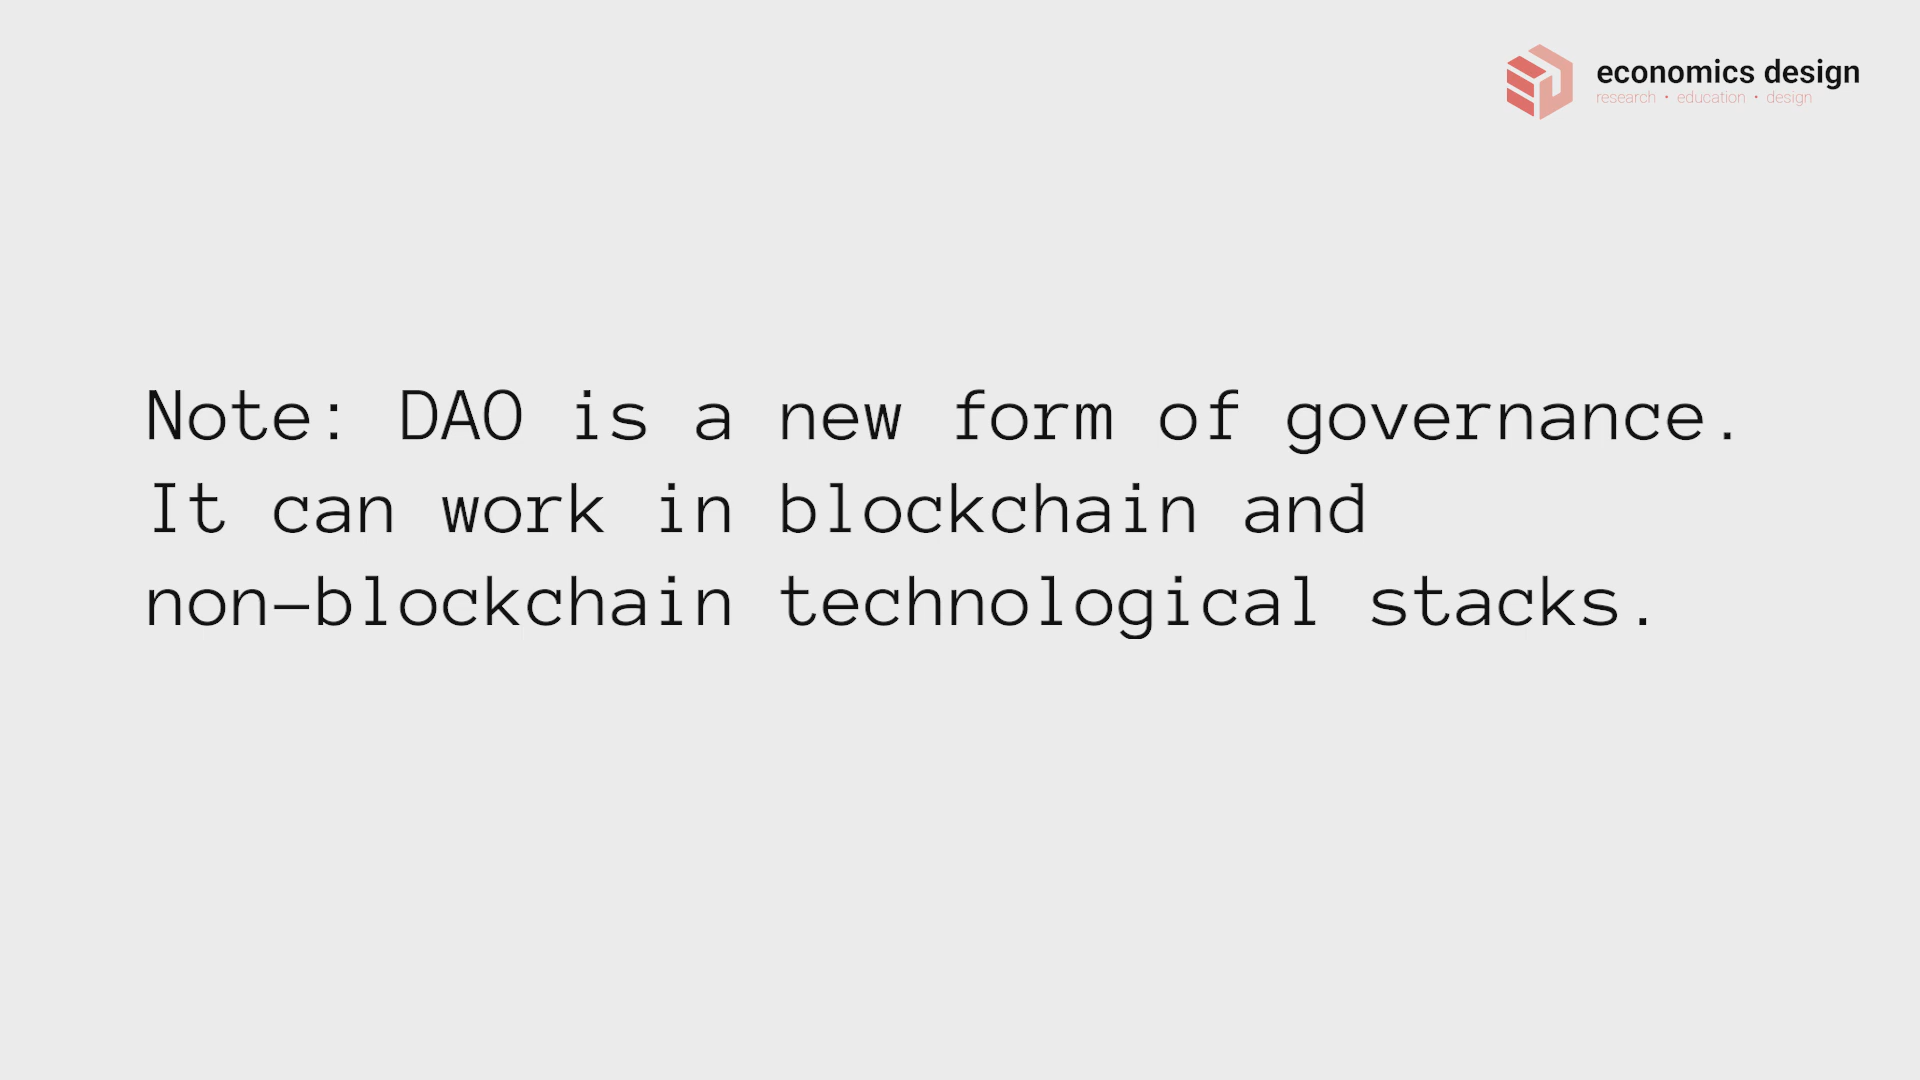 economics design
research • education • design
Note: DAO is a new form of governance.
It can work in blockchain and
non-blockchain technological stacks.